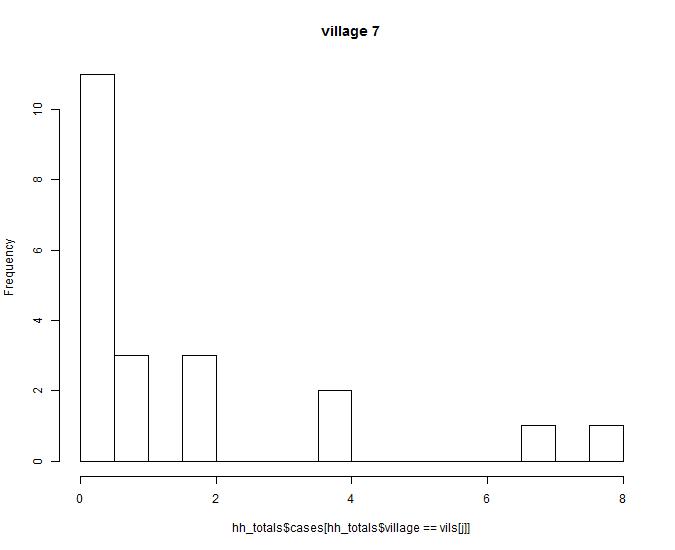 village 7
Frequency
10
8
6
4
2
0
0 2 4 6 8
hh_totals$cases[hh_totals$village == vils[j]]